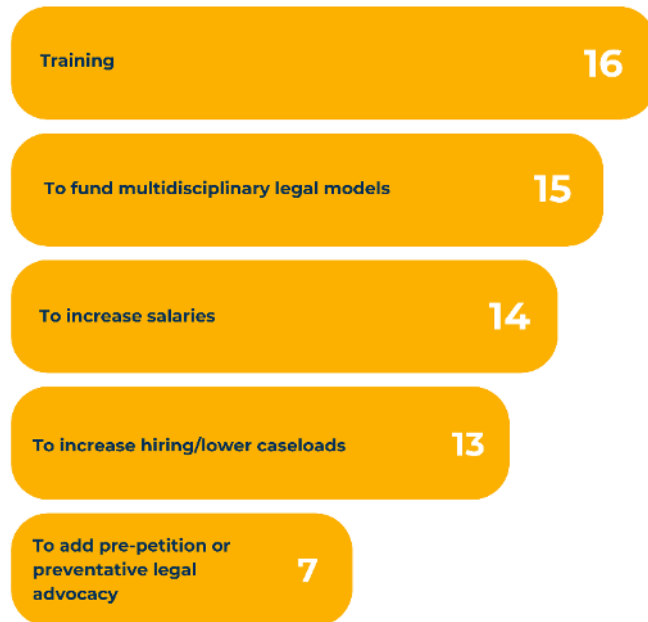 Training 16
To fund multidisciplinary legal models 15
To increase salaries 14
To increase hiring/lower caseloads 13
To add pre-petition or
preventative legal 7
advocacy